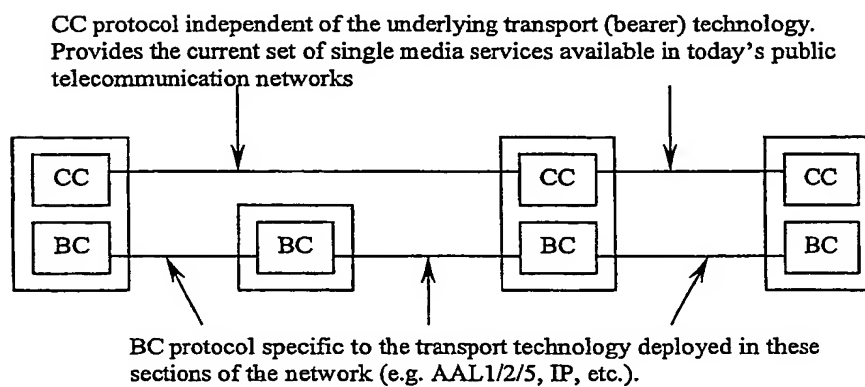 CC protocol independent of the underlying transport (bearer) technology.
Provides the current set of single media services available in today's public
telecommunication networks
CC CC CC
BC BC BC BC
BC protocol specific to the transport technology deployed in these
sections of the network (e.g. AAL1/2/5, IP, etc.).